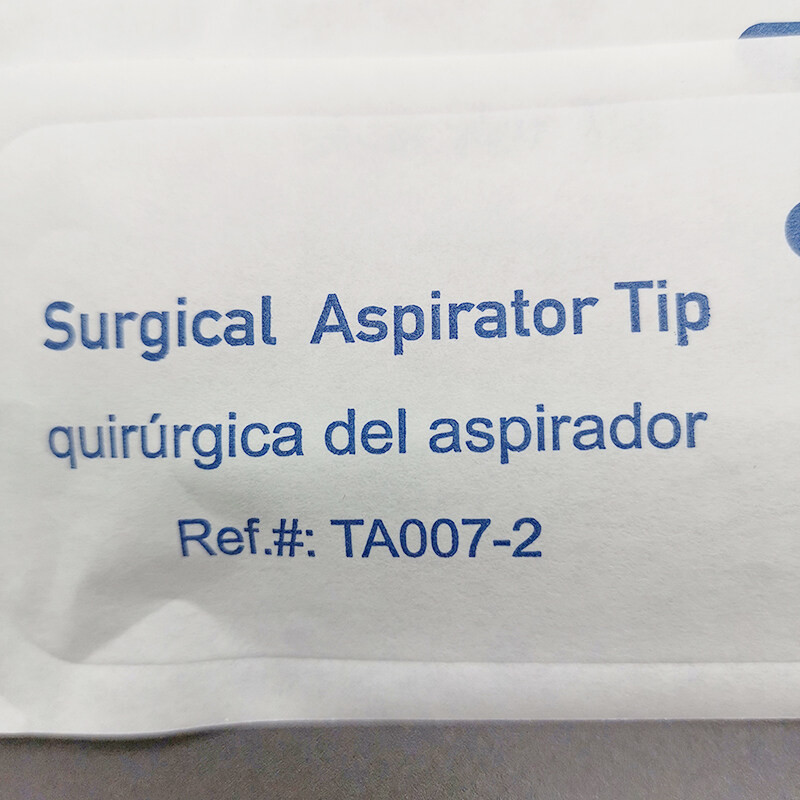 Surgical Aspirator Tip
quirúrgica del aspirador
Ref.#: TA007-2